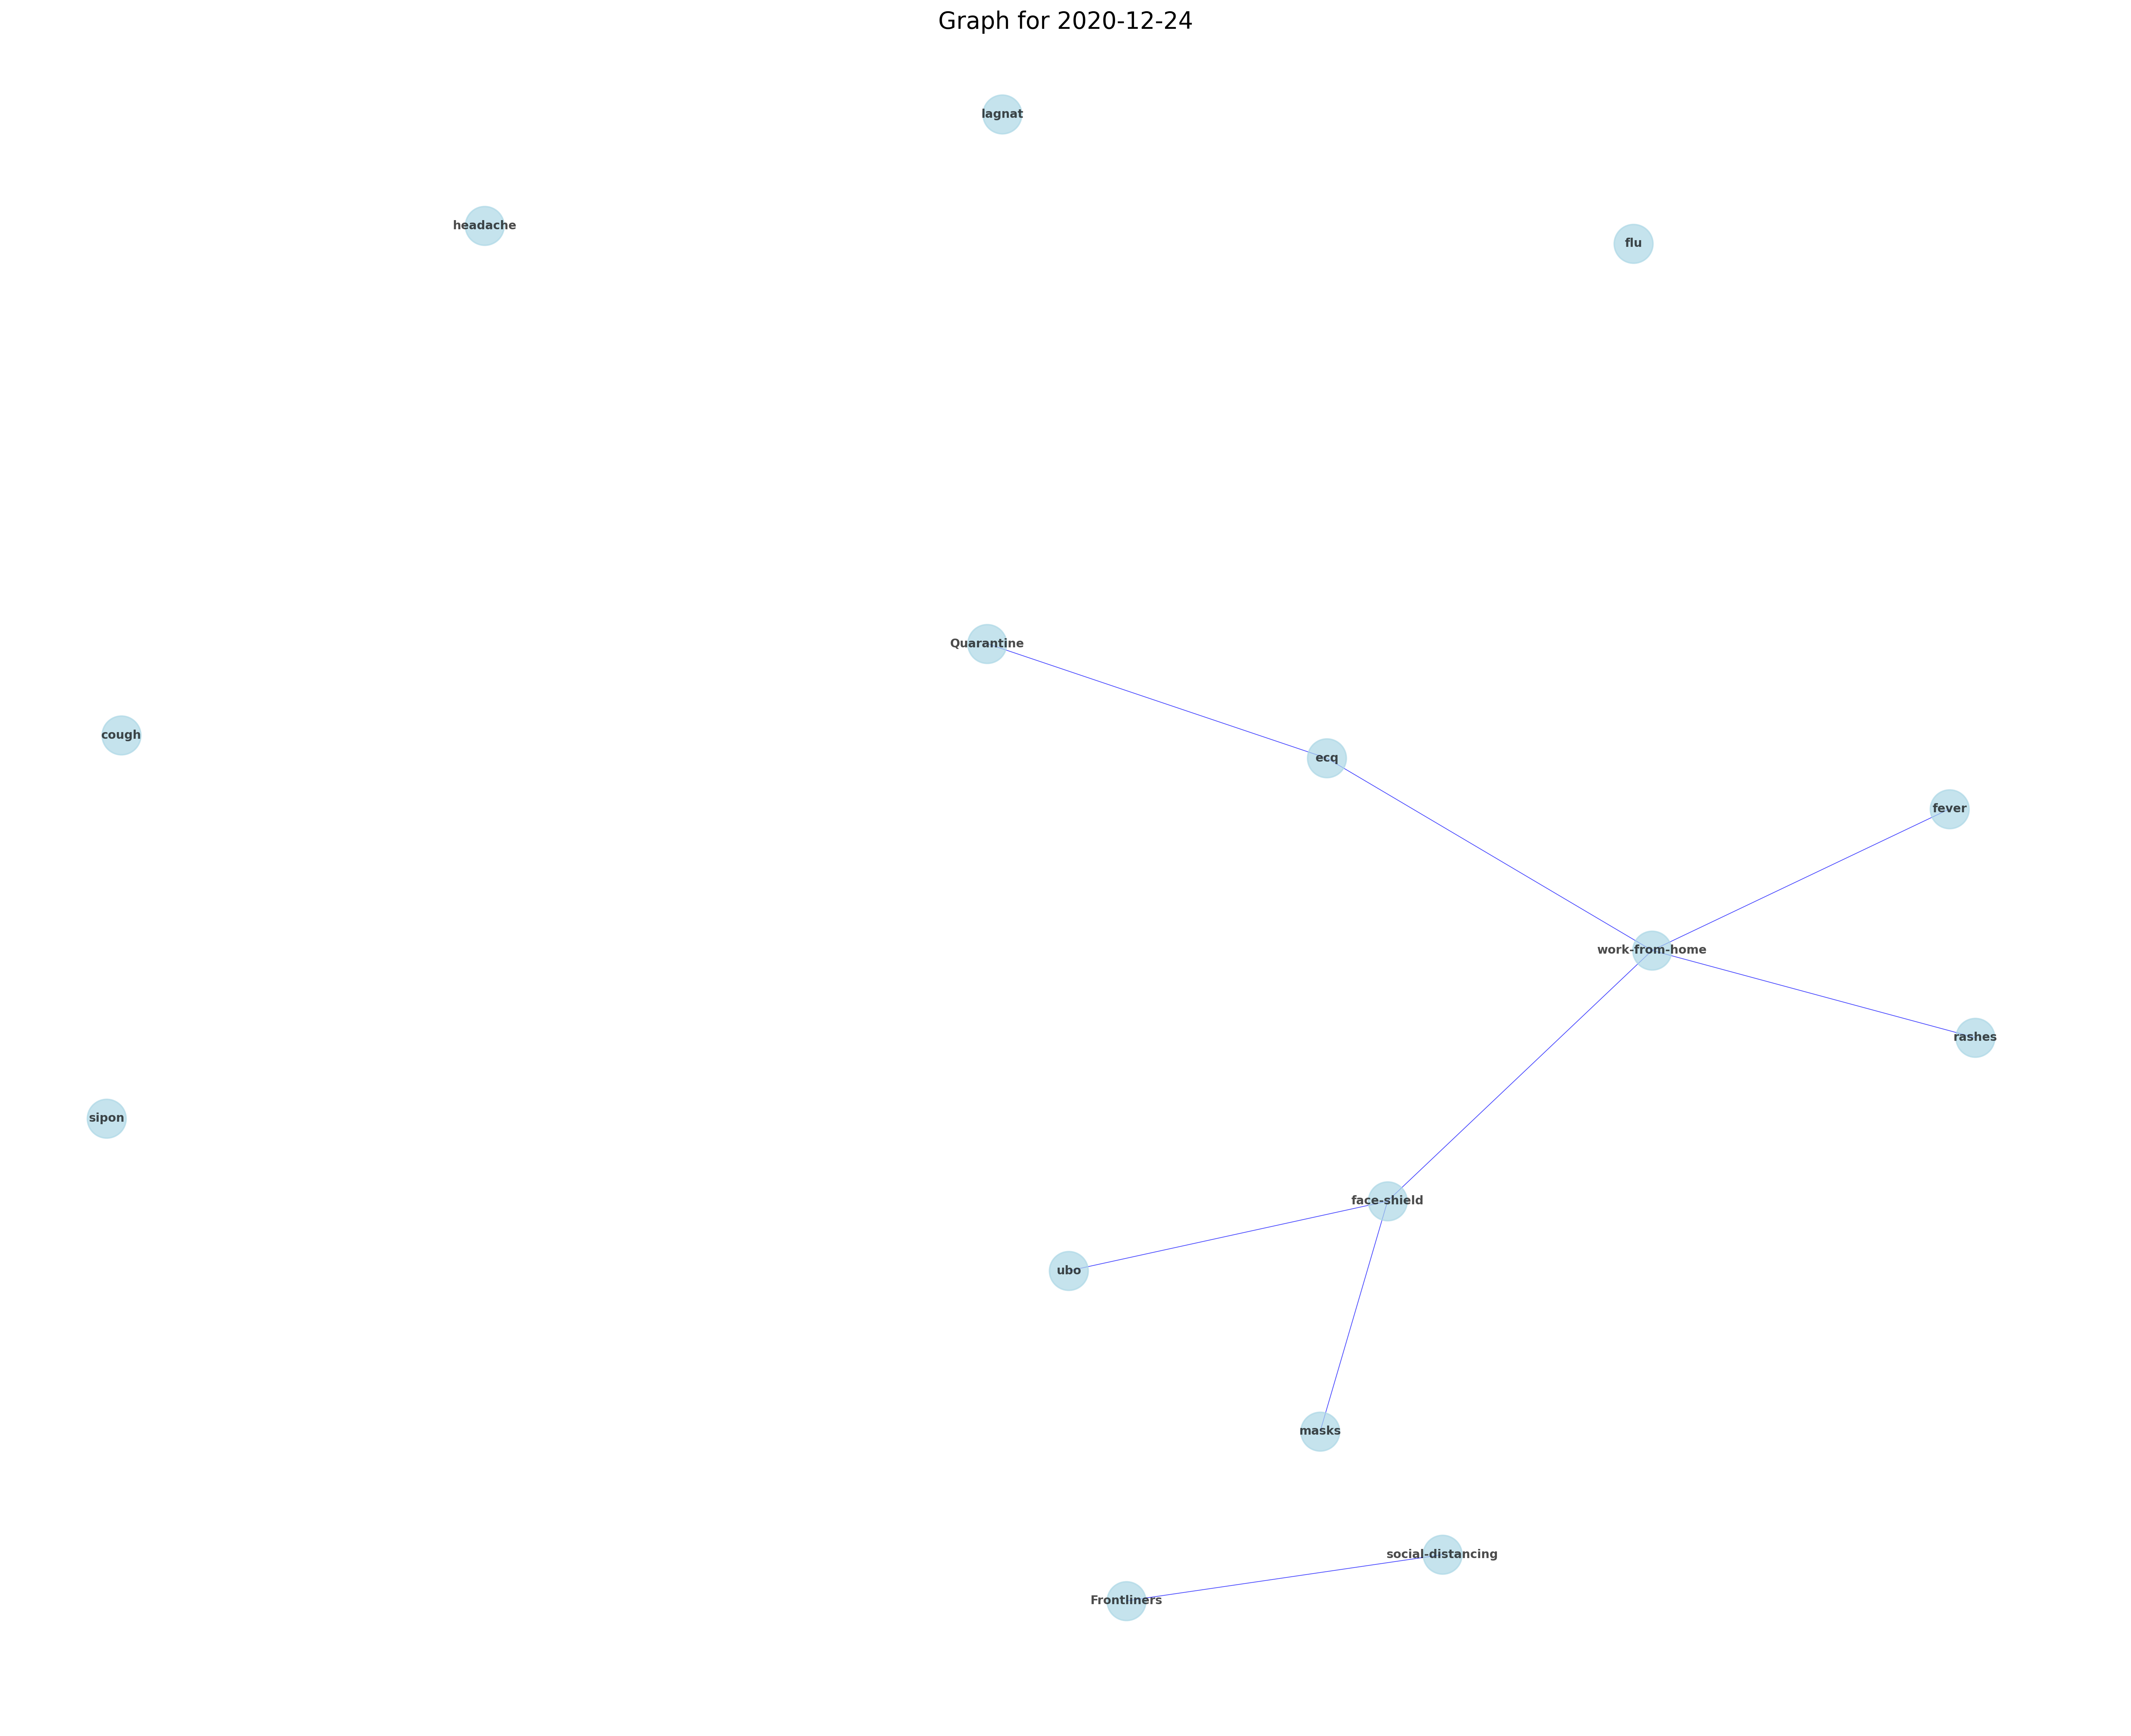 Graph for 2020-12-24
lagnat
headache
flu
Quarantine
cough
ecq
fever
work-from-home
rashes
sipon
face-shield
ubo
masks
social-distancing
Frontliners